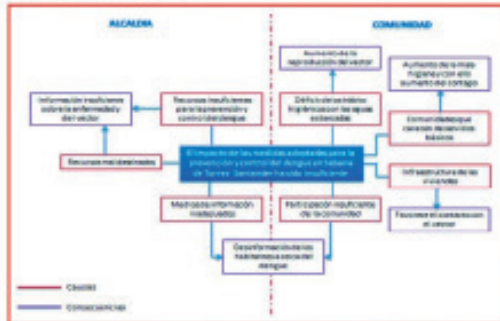 ALCALDIA
COMUNIDAD
Aumento de la
reproducción del vector
Aumento de la mala
higiene y con ello
aumento de contagio
Información insuficiente
sobre la enfermedad y
del vector
Recursos insuficientes
para la prevención y
control del dengue
Déficit de los hábitos
higiénicos con las aguas
estancadas
Comunidades que
carecen de servicios
básicos
El impacto de las medidas adoptadas para la
prevención y control del dengue en Sabana
de Torres Santander ha sido insuficiente
Recursos mal destinados
Infraestructura de las
viviendas
Medios de información
inadecuados
Participación insuficiente
de la comunidad
Favorece el contacto con
el vector
Desinformación de los
habitantes acerca del
dengue
Causas
Consecuencias